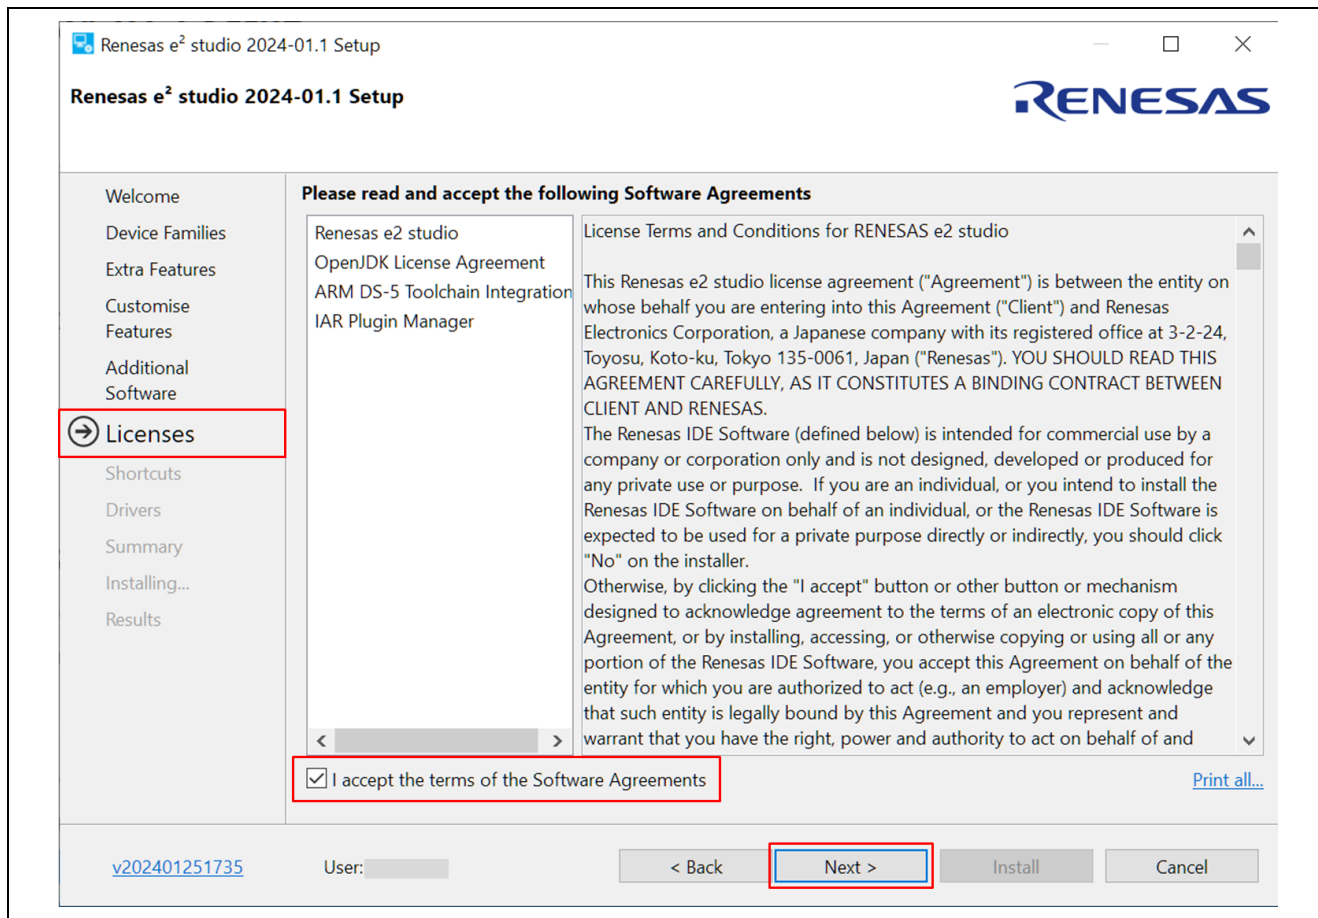 Renesas e² studio 2024-01.1 Setup
Renesas e² studio 2024-01.1 Setup
RENESAS
Welcome
Device Families
Extra Features
Customise
Features
Additional
Software
Licenses
Shortcuts
Drivers
Summary
Installing...
Results
Please read and accept the following Software Agreements
Renesas e2 studio
OpenJDK License Agreement
ARM DS-5 Toolchain Integration
IAR Plugin Manager
License Terms and Conditions for RENESAS e2 studio
This Renesas e2 studio license agreement ("Agreement") is between the entity on
whose behalf you are entering into this Agreement ("Client") and Renesas
Electronics Corporation, a Japanese company with its registered office at 3-2-24,
Toyosu, Koto-ku, Tokyo 135-0061, Japan ("Renesas"). YOU SHOULD READ THIS
AGREEMENT CAREFULLY, AS IT CONSTITUTES A BINDING CONTRACT BETWEEN
CLIENT AND RENESAS.
The Renesas IDE Software (defined below) is intended for commercial use by a
company or corporation only and is not designed, developed or produced for
any private use or purpose.  If you are an individual, or you intend to install the
Renesas IDE Software on behalf of an individual, or the Renesas IDE Software is
expected to be used for a private purpose directly or indirectly, you should click
"No" on the installer.
Otherwise, by clicking the "I accept" button or other button or mechanism
designed to acknowledge agreement to the terms of an electronic copy of this
Agreement, or by installing, accessing, or otherwise copying or using all or any
portion of the Renesas IDE Software, you accept this Agreement on behalf of the
entity for which you are authorized to act (e.g., an employer) and acknowledge
that such entity is legally bound by this Agreement and you represent and
warrant that you have the right, power and authority to act on behalf of and
I accept the terms of the Software Agreements
Print all...
v202401251735
User:
< Back
Next >
Install
Cancel